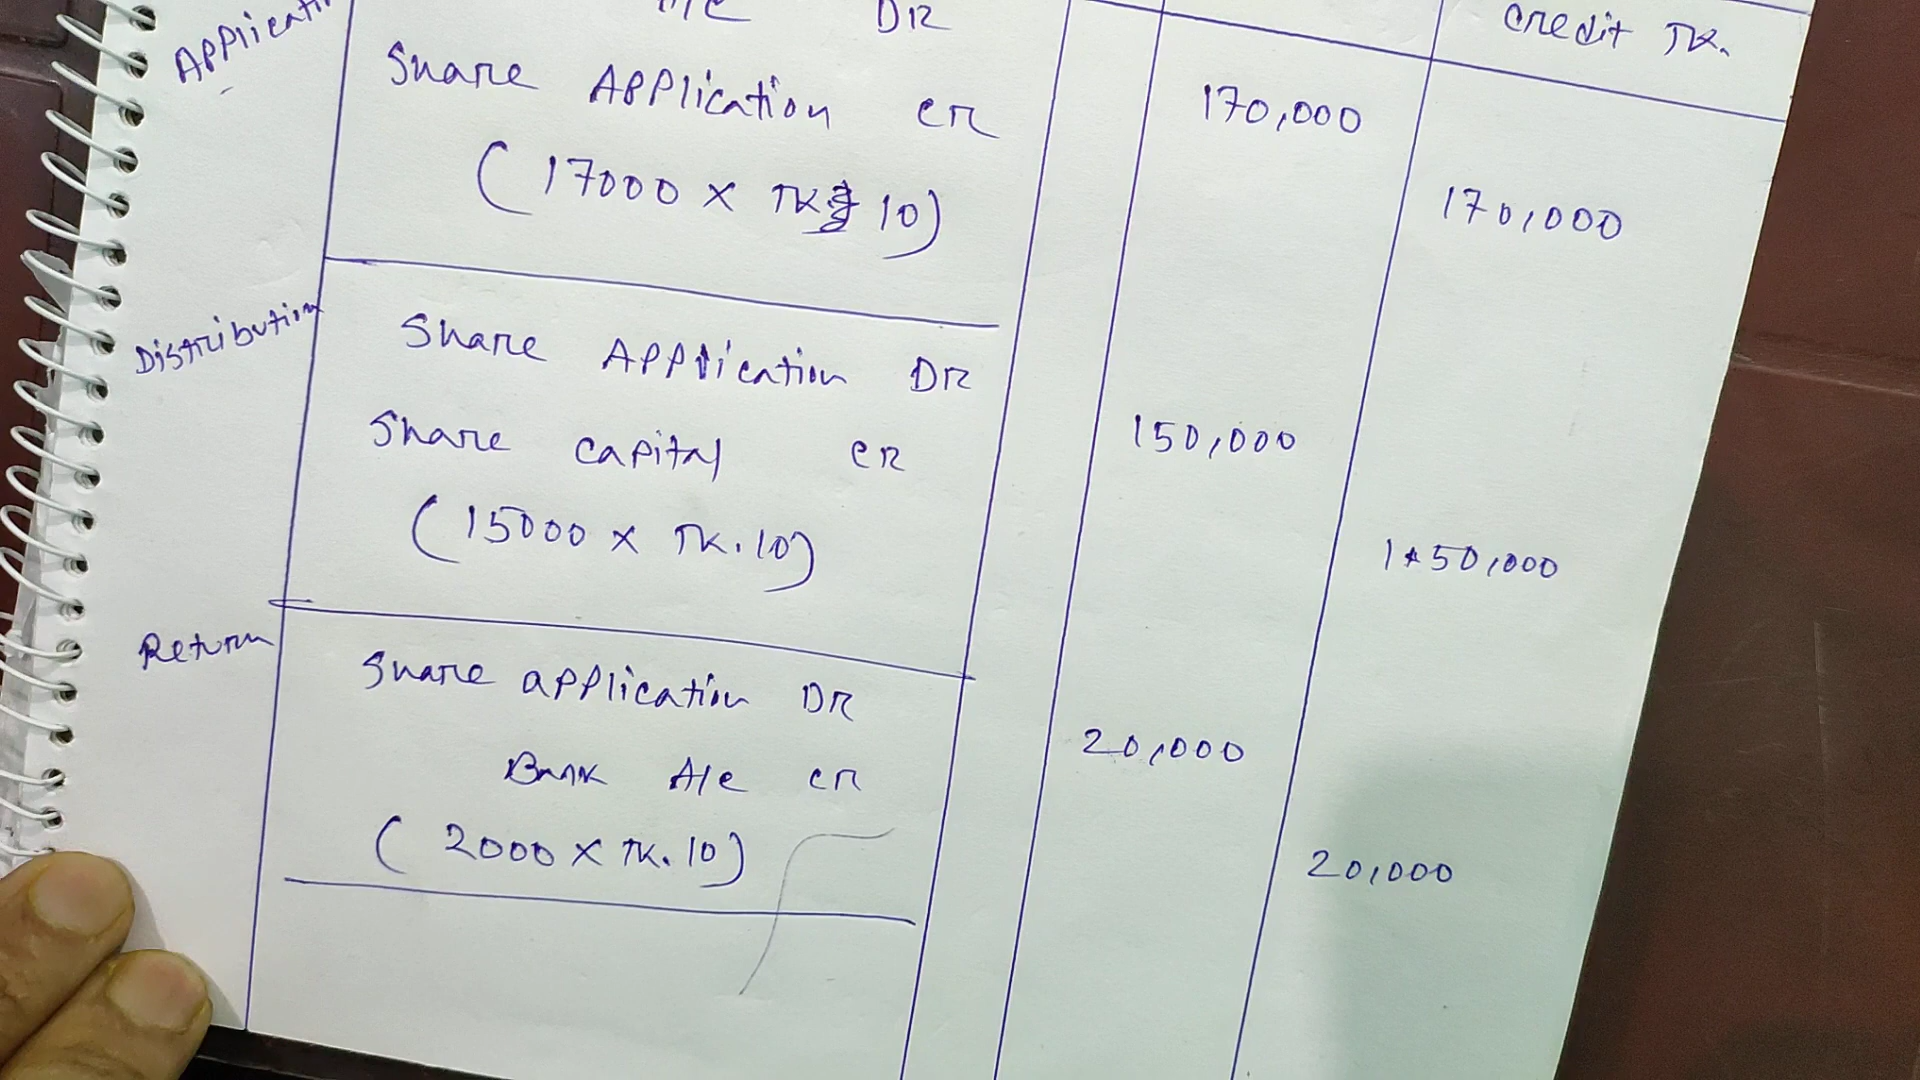 A/C DR
credit TK.
Application
Share Application cr
170,000
(17000 x TK 10)
170,000
Distribution
Share Application DR
150,000
Share capital cr
(15000 x TK. 10)
150,000
Return
Share application DR
20,000
Bank A/c cr
(2000 x TK. 10)
20,000